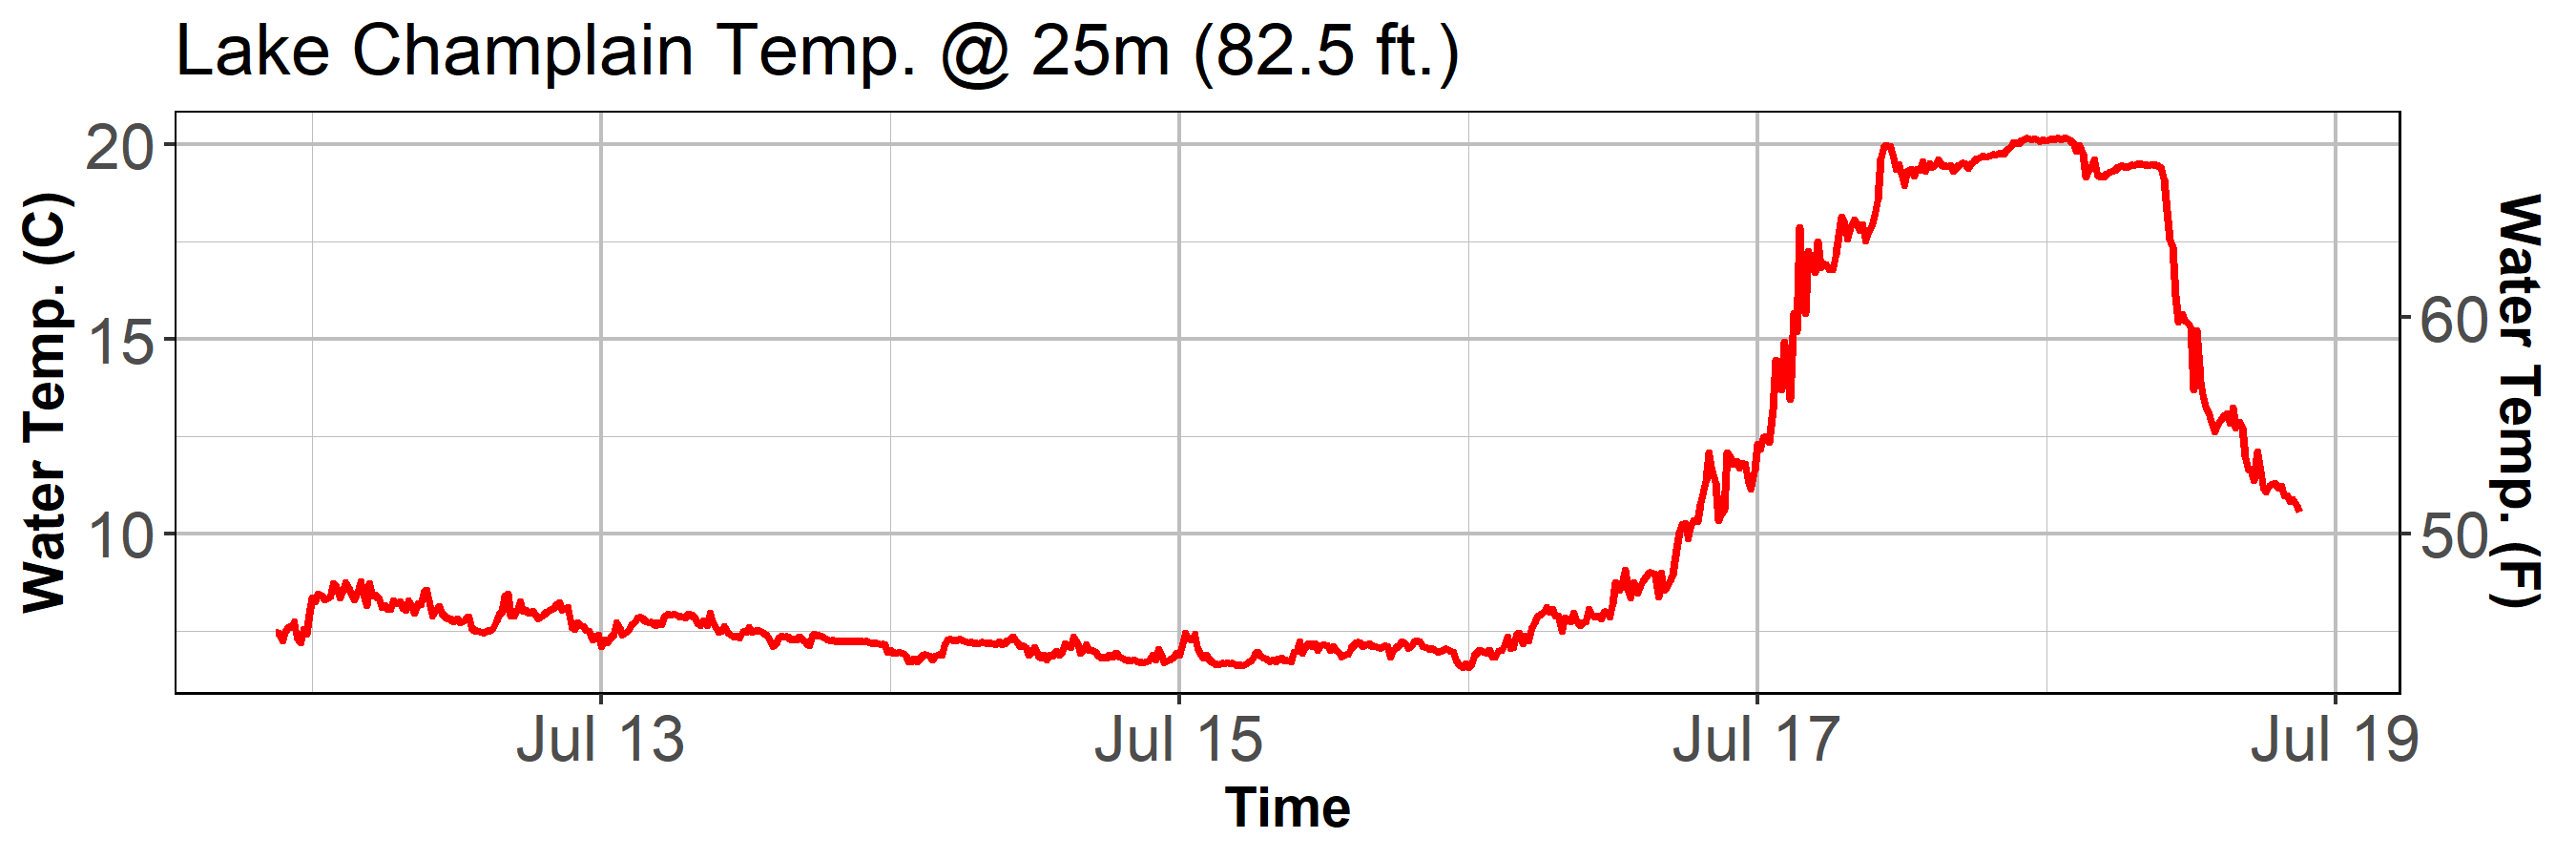 Lake Champlain Temp. @ 25m (82.5 ft.)
Water Temp. (C)
20
15
10
60
50
Water Temp. (F)
Jul 13 Jul 15 Jul 17 Jul 19
Time